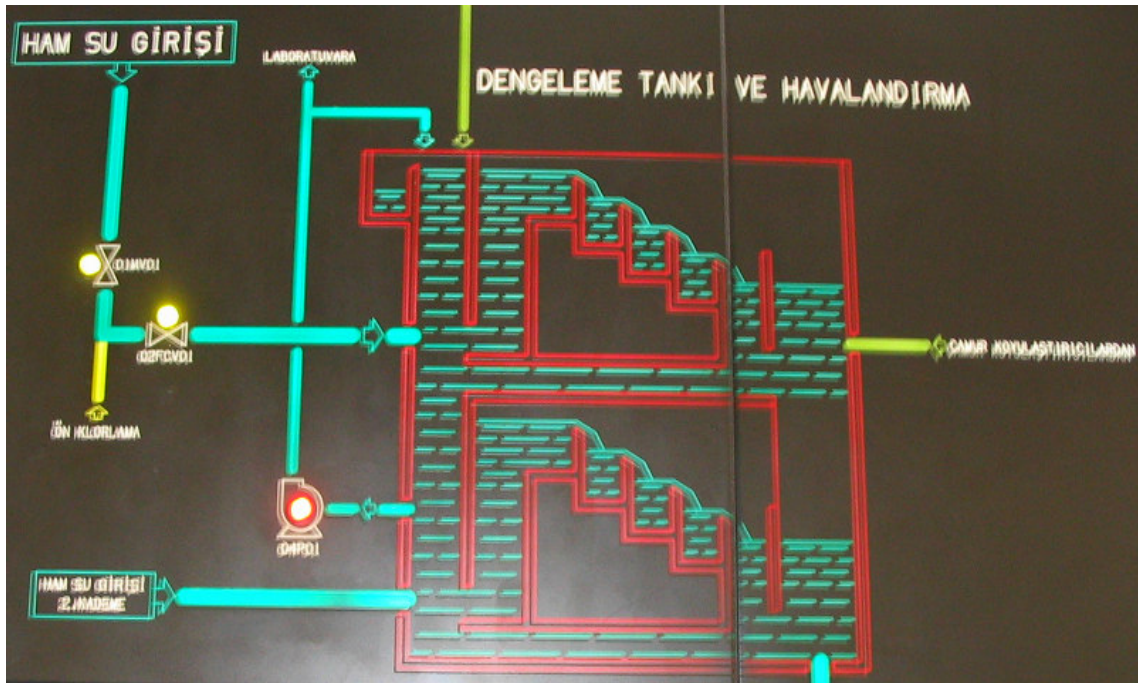 HAM SU GİRİŞİ
LABORATUVARA
DENGELEME TANKI VE HAVALANDIRMA
01MV01
02FCV01
ÖN KLORLAMA
ÇAMUR KOYULAŞTIRICILARDAN
04P01
HAM SU GİRİŞİ
2.KADEME